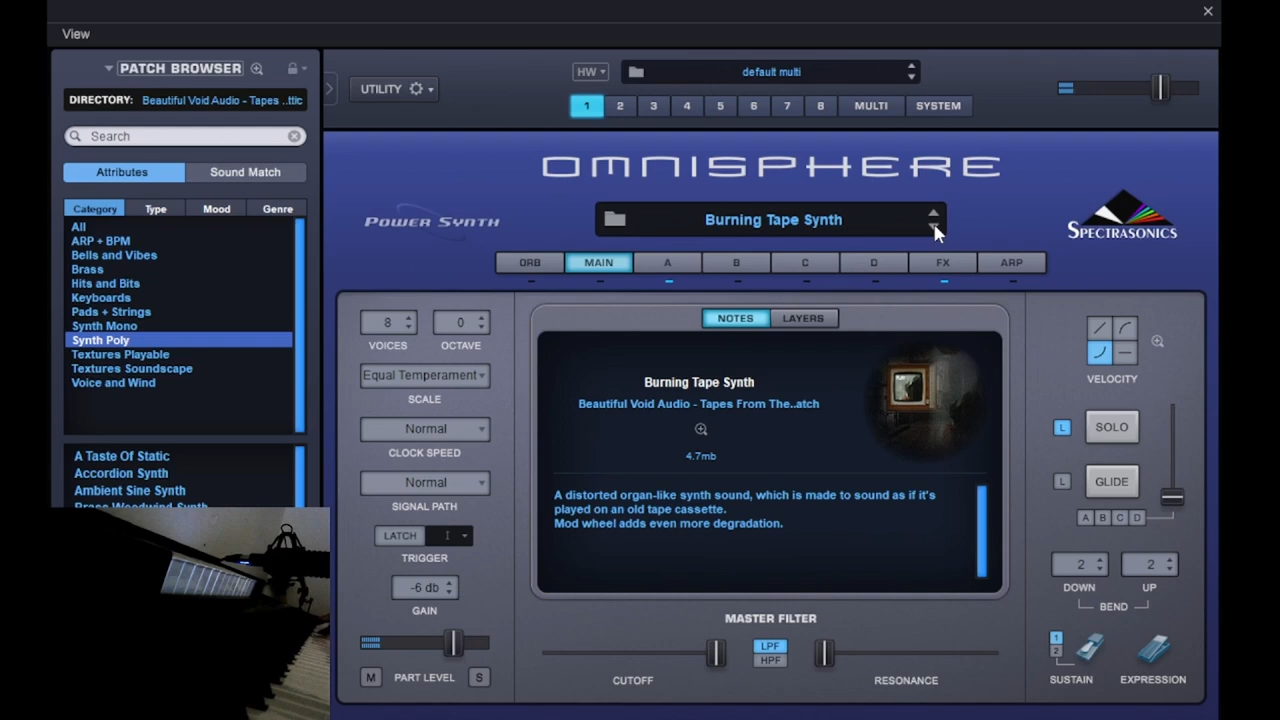 View
PATCH BROWSER
DIRECTORY: Beautiful Void Audio - Tapes ..ttic
Search
Attributes
Sound Match
Category
Type
Mood
Genre
All
ARP + BPM
Bells and Vibes
Brass
Hits and Bits
Keyboards
Pads + Strings
Synth Mono
Synth Poly
Textures Playable
Textures Soundscape
Voice and Wind
A Taste Of Static
Accordion Synth
Ambient Sine Synth
Brass Woodwind Synth
UTILITY
HW
default multi
1 2 3 4 5 6 7 8 MULTI SYSTEM
OMNISPHERE
POWER SYNTH
Burning Tape Synth
SPECTRASONICS
ORB MAIN A B C D FX ARP
8
0
VOICES
OCTAVE
Equal Temperament
SCALE
Normal
CLOCK SPEED
Normal
SIGNAL PATH
LATCH
TRIGGER
-6 db
GAIN
M PART LEVEL S
NOTES LAYERS
Burning Tape Synth
Beautiful Void Audio - Tapes From The..atch
4.7mb
A distorted organ-like synth sound, which is made to sound as if it's
played on an old tape cassette.
Mod wheel adds even more degradation.
MASTER FILTER
LPF
HPF
CUTOFF
RESONANCE
VELOCITY
L SOLO
L GLIDE
A B C D
2
2
DOWN
UP
BEND
1
2
SUSTAIN
EXPRESSION